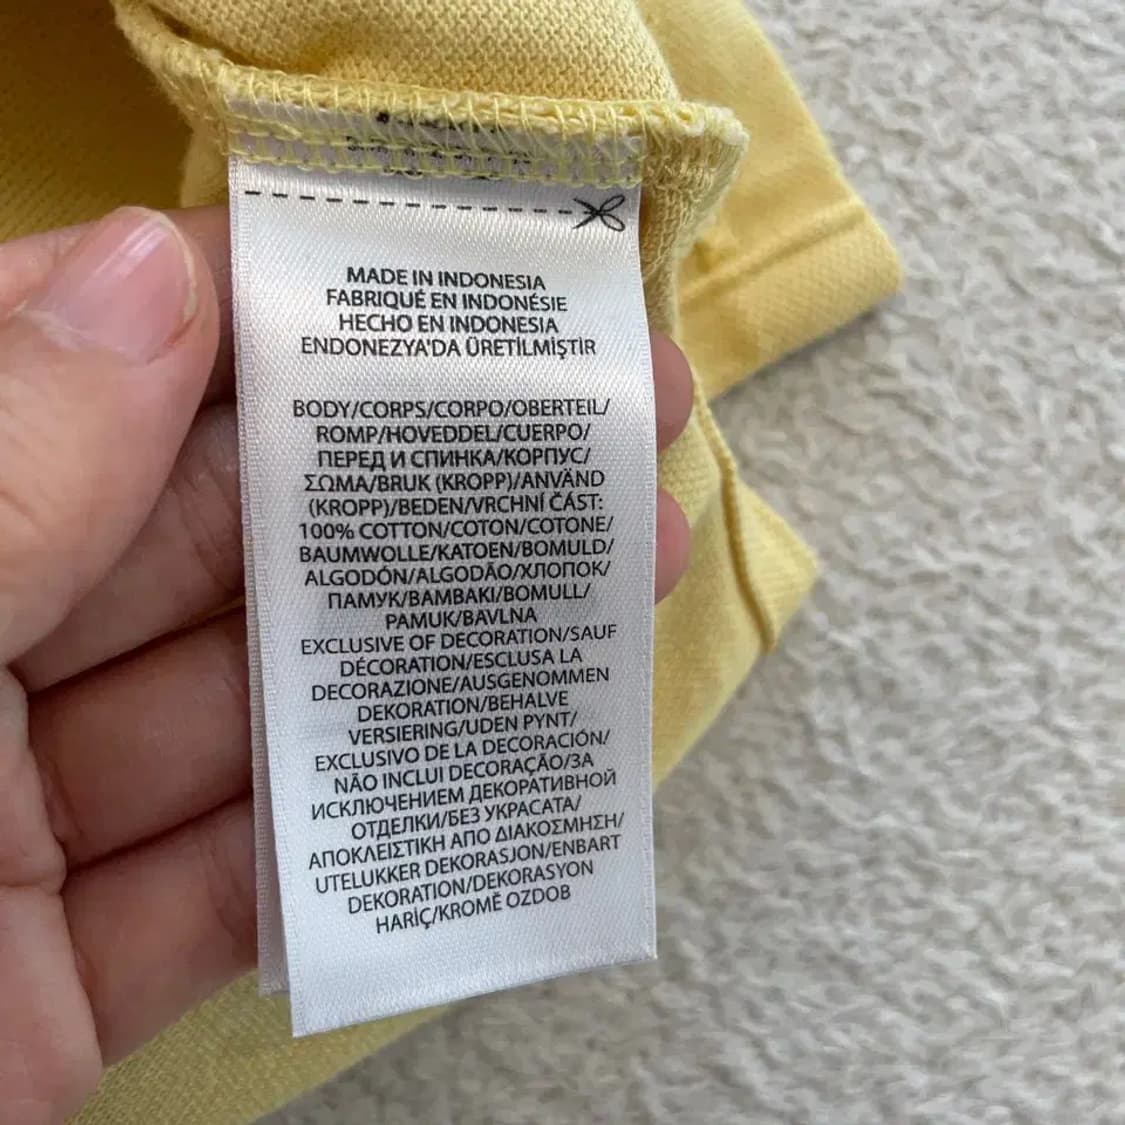 MADE IN INDONESIA
FABRIQUÉ EN INDONÉSIE
HECHO EN INDONESIA
ENDONEZYA'DA ÜRETİLMİŞTİR
BODY/CORPS/CORPO/OBERTEIL/
ROMP/HOVEDDEL/CUERPO/
ПЕРЕД И СПИНКА/КОРПУС/
ΣΩΜΑ/BRUK (KROPP)/ANVÄND
(KROPP)/BEDEN/VRCHNÍ ČÁST:
100% COTTON/COTON/COTONE/
BAUMWOLLE/KATOEN/BOMULD/
ALGODÓN/ALGODÃO/ХЛОПОК/
ПАМУК/BAMBAKI/BOMULL/
PAMUK/BAVLNA
EXCLUSIVE OF DECORATION/SAUF
DÉCORATION/ESCLUSA LA
DECORAZIONE/AUSGENOMMEN
DEKORATION/BEHALVE
VERSIERING/UDEN PYNT/
EXCLUSIVO DE LA DECORACIÓN/
NÃO INCLUI DECORAÇÃO/ЗА
ИСКЛЮЧЕНИЕМ ДЕКОРАТИВНОЙ
ОТДЕЛКИ/БЕЗ УКРАСАТА/
ΑΠΟΚΛΕΙΣΤΙΚΗ ΑΠΟ ΔΙΑΚΟΣΜΗΣΗ/
UTELUKKER DEKORASJON/ENBART
DEKORATION/DEKORASYON
HARİÇ/KROMĚ OZDOB